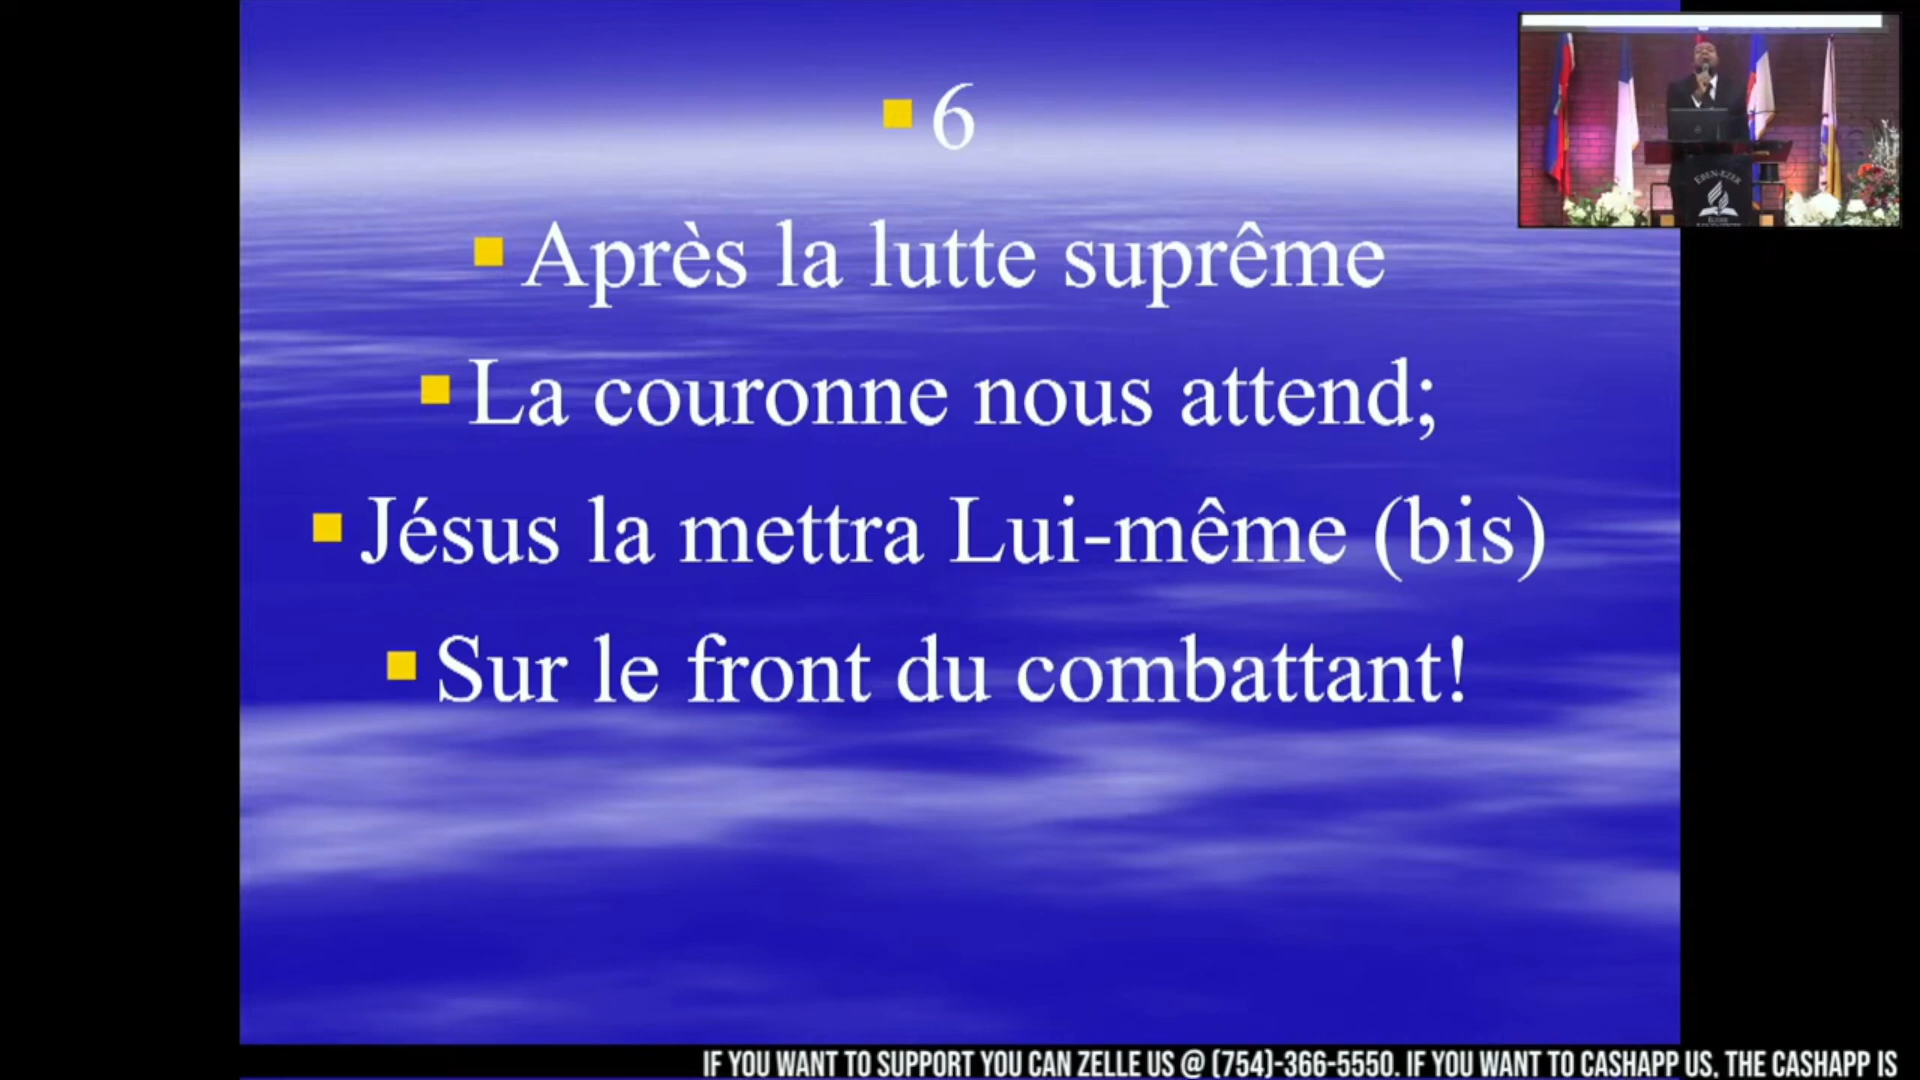 6
Après la lutte suprême
La couronne nous attend;
Jésus la mettra Lui-même (bis)
Sur le front du combattant!
EBEN-EZER
IF YOU WANT TO SUPPORT YOU CAN ZELLE US @ (754)-366-5550. IF YOU WANT TO CASHAPP US, THE CASHAPP IS